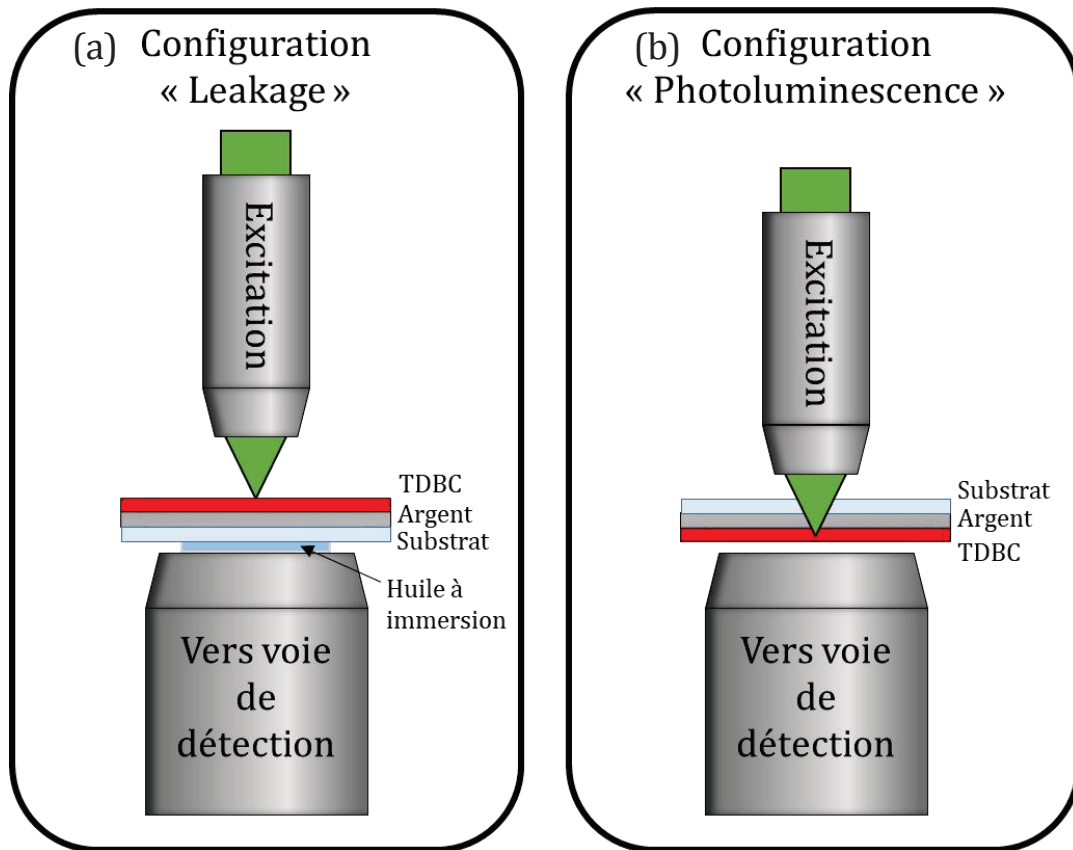 (a) Configuration
« Leakage »
Excitation
TDBC
Argent
Substrat
Huile à
immersion
Vers voie
de
détection
(b) Configuration
« Photoluminescence »
Excitation
Substrat
Argent
TDBC
Vers voie
de
détection